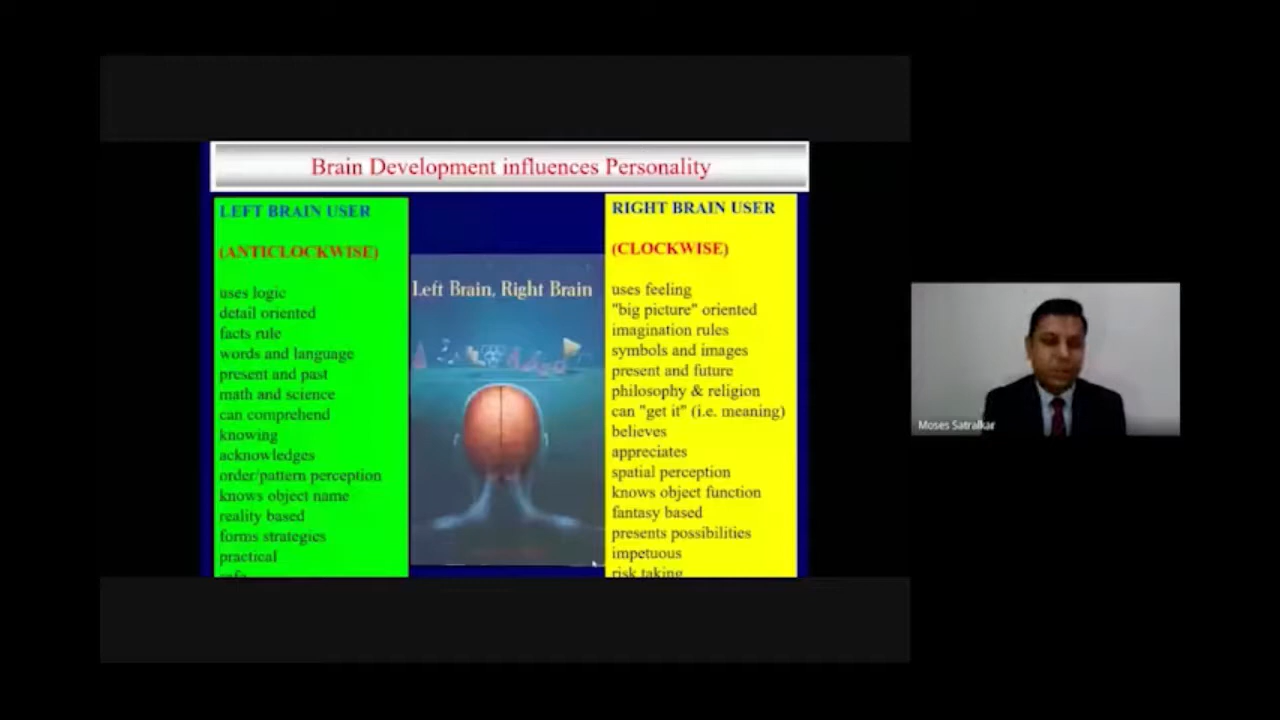 Brain Development influences Personality
LEFT BRAIN USER
(ANTICLOCKWISE)
uses logic
detail oriented
facts rule
words and language
present and past
math and science
can comprehend
knowing
acknowledges
order/pattern perception
knows object name
reality based
forms strategies
practical
Left Brain, Right Brain
RIGHT BRAIN USER
(CLOCKWISE)
uses feeling
"big picture" oriented
imagination rules
symbols and images
present and future
philosophy & religion
can "get it" (i.e. meaning)
believes
appreciates
spatial perception
knows object function
fantasy based
presents possibilities
impetuous
risk taking
Moses Satralkar